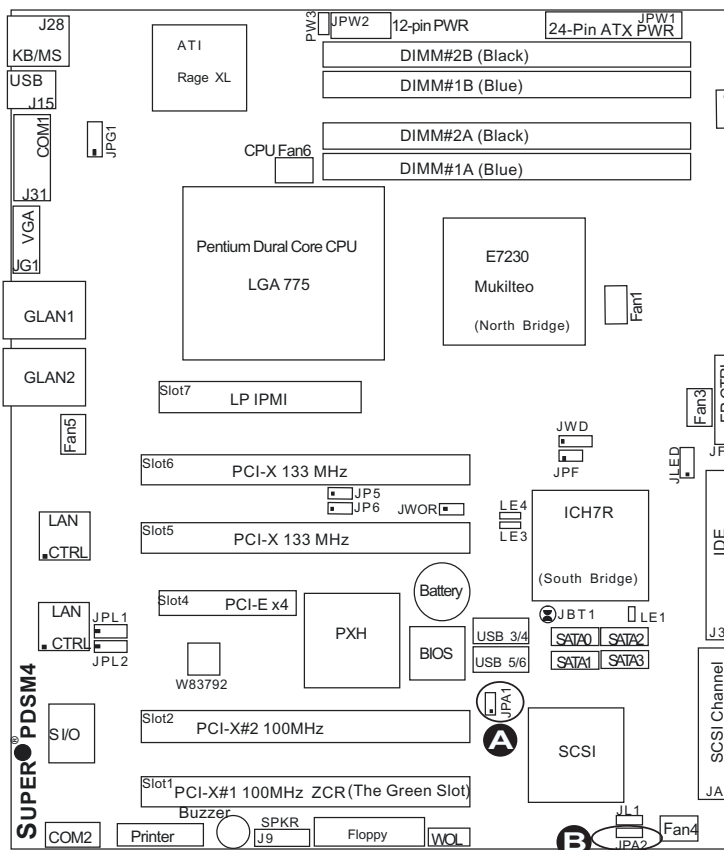 J28
KB/MS
USB
J15
COM1
J31
VGA
JG1
GLAN1
GLAN2
Fan5
ATI
Rage XL
JPG1
PW3
JPW2
12-pin PWR
JPW1
24-Pin ATX PWR
DIMM#2B (Black)
DIMM#1B (Blue)
DIMM#2A (Black)
DIMM#1A (Blue)
CPU Fan6
Pentium Dural Core CPU
LGA 775
E7230
Mukilteo
(North Bridge)
Fan1
Fan3
Slot7
LP IPMI
JWD
JPF
JLED
Slot6
PCI-X 133 MHz
JP5
JP6
JWOR
LE4
LE3
ICH7R
(South Bridge)
IDE
LAN
CTRL
Slot5
PCI-X 133 MHz
Battery
JBT1
LE1
Slot4
PCI-E x4
PXH
BIOS
USB 3/4
USB 5/6
SATA0
SATA2
SATA1
SATA3
LAN
CTRL
JPL1
JPL2
W83792
JPA1
A
SCSI Channel
JA
SUPER® PDSM4
SI/O
Slot2
PCI-X#2 100MHz
SCSI
Slot1
PCI-X#1 100MHz ZCR (The Green Slot)
Buzzer
COM2
Printer
SPKR
J9
Floppy
WOL
B
JL1
JPA2
Fan4